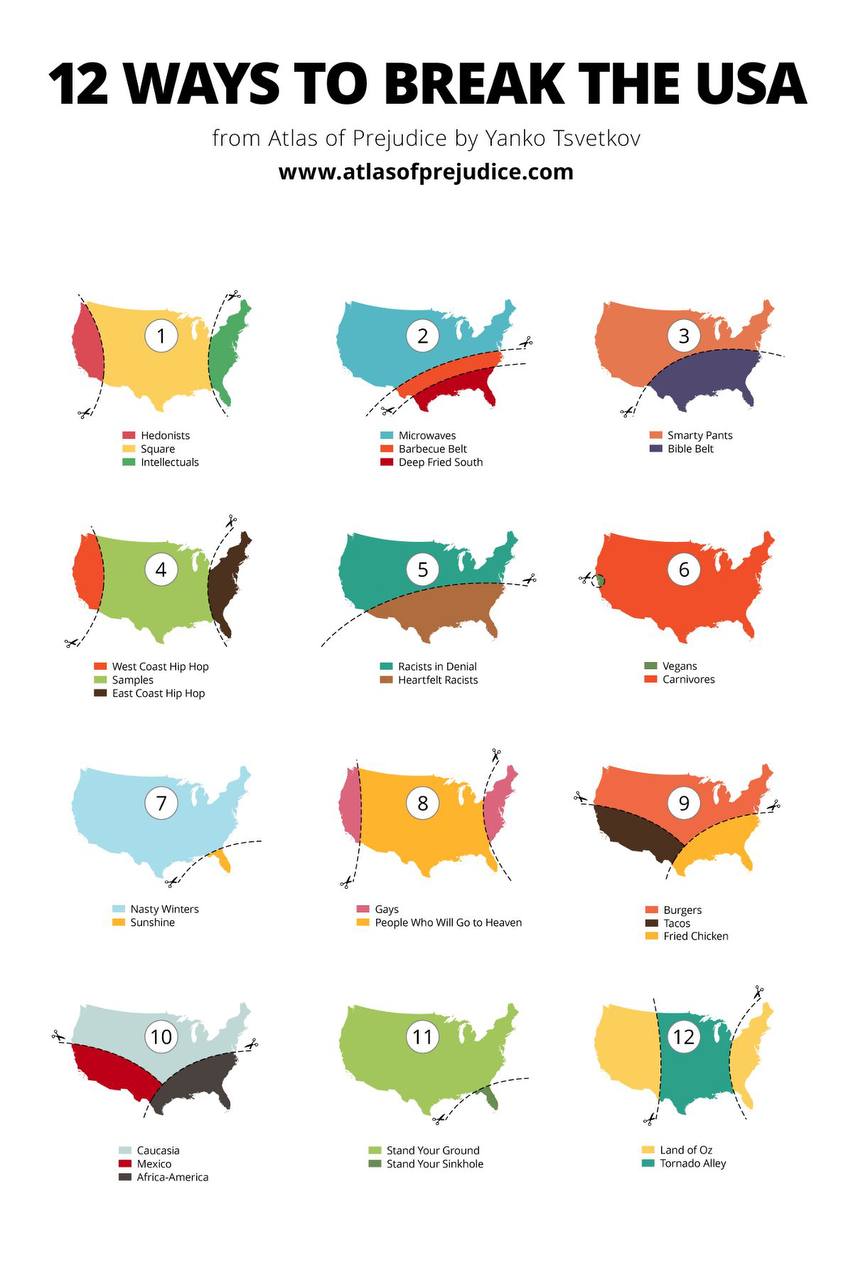 12 WAYS TO BREAK THE USA
from Atlas of Prejudice by Yanko Tsvetkov
www.atlasofprejudice.com
1
Hedonists
Square
Intellectuals
2
Microwaves
Barbecue Belt
Deep Fried South
3
Smarty Pants
Bible Belt
4
West Coast Hip Hop
Samples
East Coast Hip Hop
5
Racists in Denial
Heartfelt Racists
6
Vegans
Carnivores
7
Nasty Winters
Sunshine
8
Gays
People Who Will Go to Heaven
9
Burgers
Tacos
Fried Chicken
10
Caucasia
Mexico
Africa-America
11
Stand Your Ground
Stand Your Sinkhole
12
Land of Oz
Tornado Alley